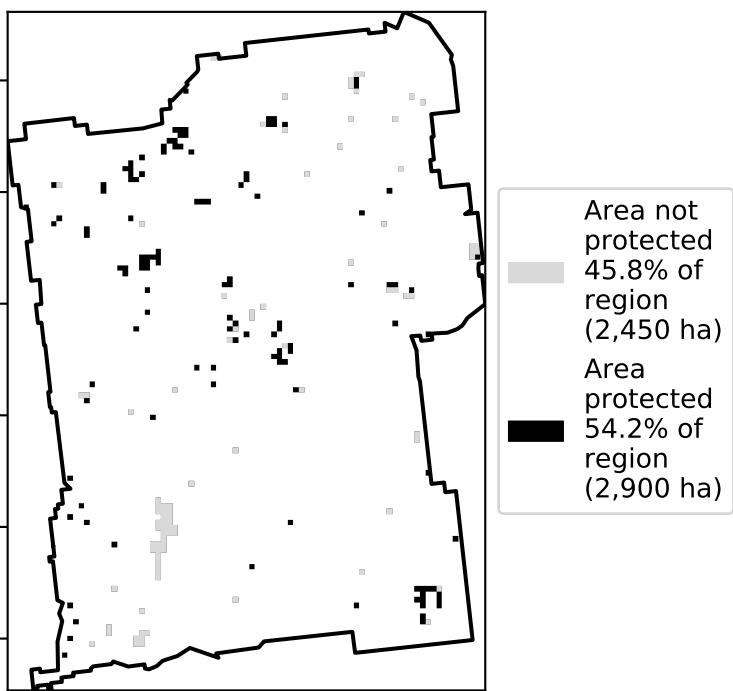 Area not
protected
45.8% of
region
(2,450 ha)
Area
protected
54.2% of
region
(2,900 ha)